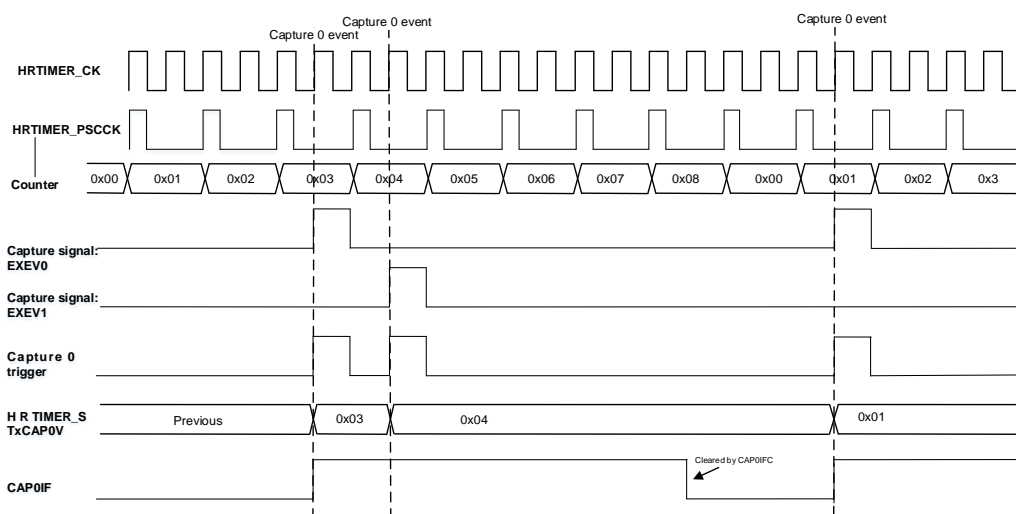 Capture 0 event
Capture 0 event
Capture 0 event
HRTIMER_CK
HRTIMER_PSCCK
Counter
0x00 0x01 0x02 0x03 0x04 0x05 0x06 0x07 0x08 0x00 0x01 0x02 0x3
Capture signal:
EXEV0
Capture signal:
EXEV1
Capture 0
trigger
HRTIMER_S
TxCAP0V
Previous 0x03 0x04 0x01
Cleared by CAP0IFC
CAP0IF